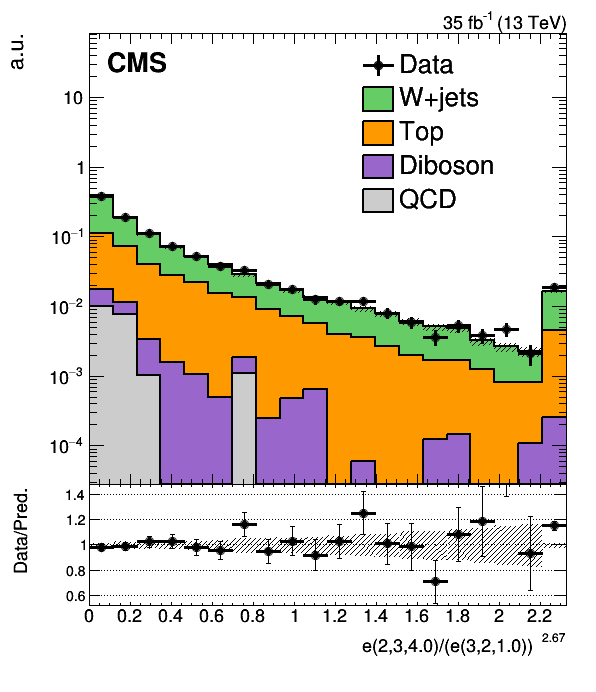 35 fb⁻¹ (13 TeV)
a.u.
CMS
Data
W+jets
Top
Diboson
QCD
10
1
10⁻¹
10⁻²
10⁻³
10⁻⁴
Data/Pred.
1.4
1.2
1.0
0.8
0.6
0 0.2 0.4 0.6 0.8 1 1.2 1.4 1.6 1.8 2 2.2
e(2,3,4.0)/(e(3,2,1.0)) 2.67